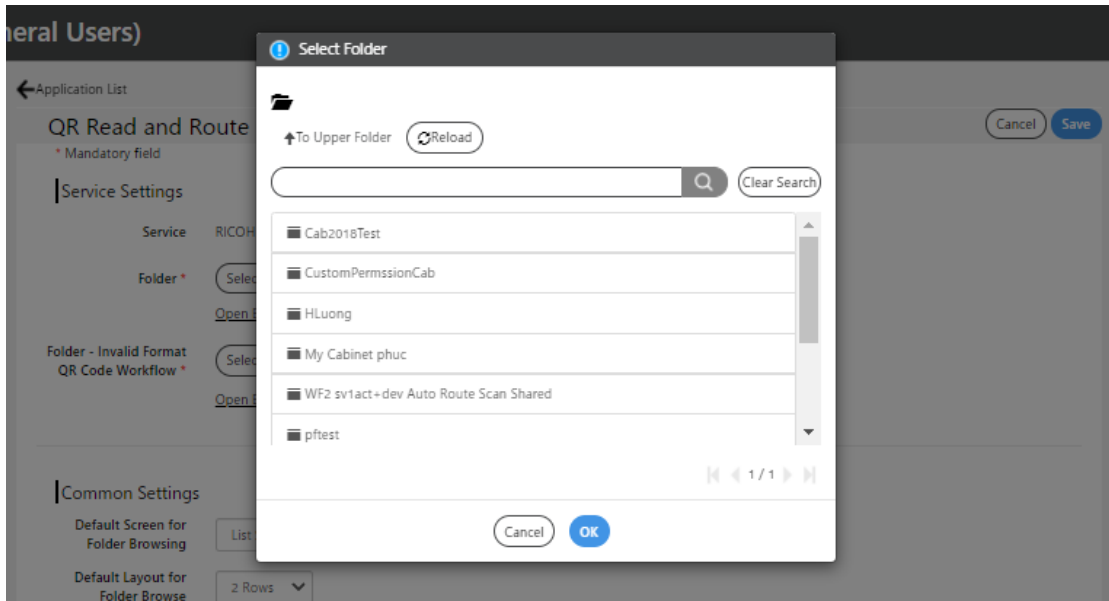 neral Users)
Select Folder
Application List
QR Read and Route
Cancel Save
* Mandatory field
To Upper Folder Reload
Service Settings
Clear Search
Service RICOH
Cab2018Test
Folder * Selec
CustomPermssionCab
Open
HLuong
Folder - Invalid Format
QR Code Workflow * Selec
My Cabinet phuc
Open
WF2 sv1act+dev Auto Route Scan Shared
pftest
1 / 1
Common Settings
Default Screen for
Folder Browsing List
Cancel OK
Default Layout for
Folder Browse 2 Rows